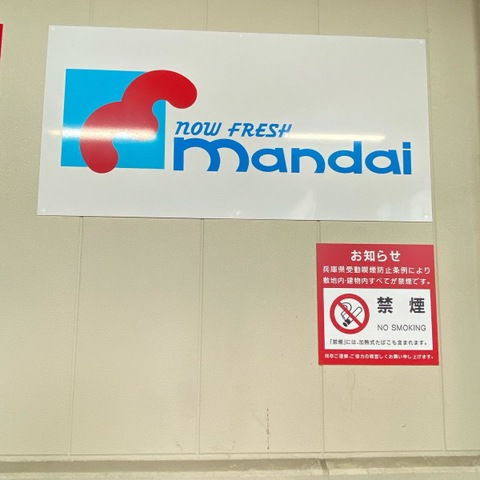 NOW FRESH
mandai
お知らせ
兵庫県受動喫煙防止条例により
敷地内・建物内すべてが禁煙です。
禁煙
NO SMOKING
「禁煙」には、加熱式たばこも含まれます。
何卒ご理解、ご協力の程宜しくお願い申し上げます。